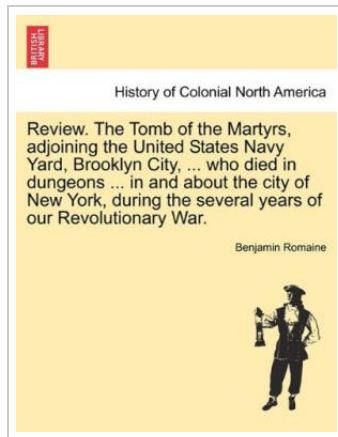 BRITISH
LIBRARY
History of Colonial North America
Review. The Tomb of the Martyrs,
adjoining the United States Navy
Yard, Brooklyn City, ... who died in
dungeons ... in and about the city of
New York, during the several years of
our Revolutionary War.
Benjamin Romaine